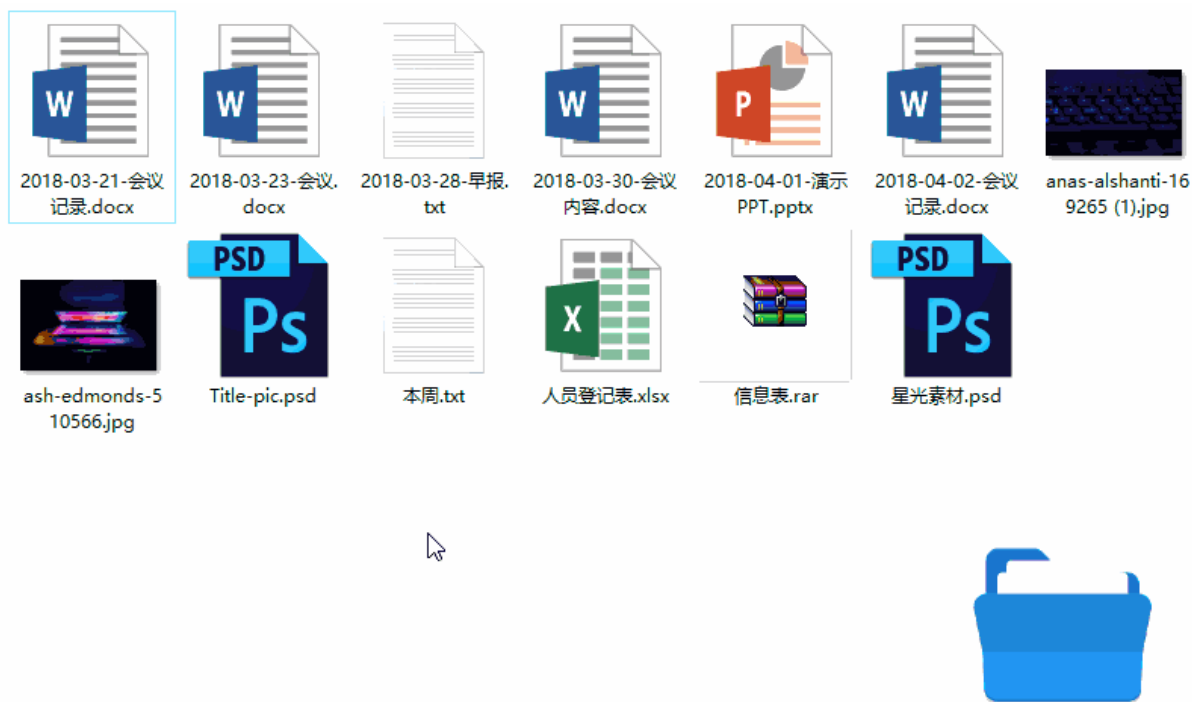 W
W
W
P
W
2018-03-21-会议
记录.docx
2018-03-23-会议.
docx
2018-03-28-早报.
txt
2018-03-30-会议
内容.docx
2018-04-01-演示
PPT.pptx
2018-04-02-会议
记录.docx
anas-alshanti-16
9265 (1).jpg
PSD
Ps
X
PSD
Ps
ash-edmonds-5
10566.jpg
Title-pic.psd
本周.txt
人员登记表.xlsx
信息表.rar
星光素材.psd